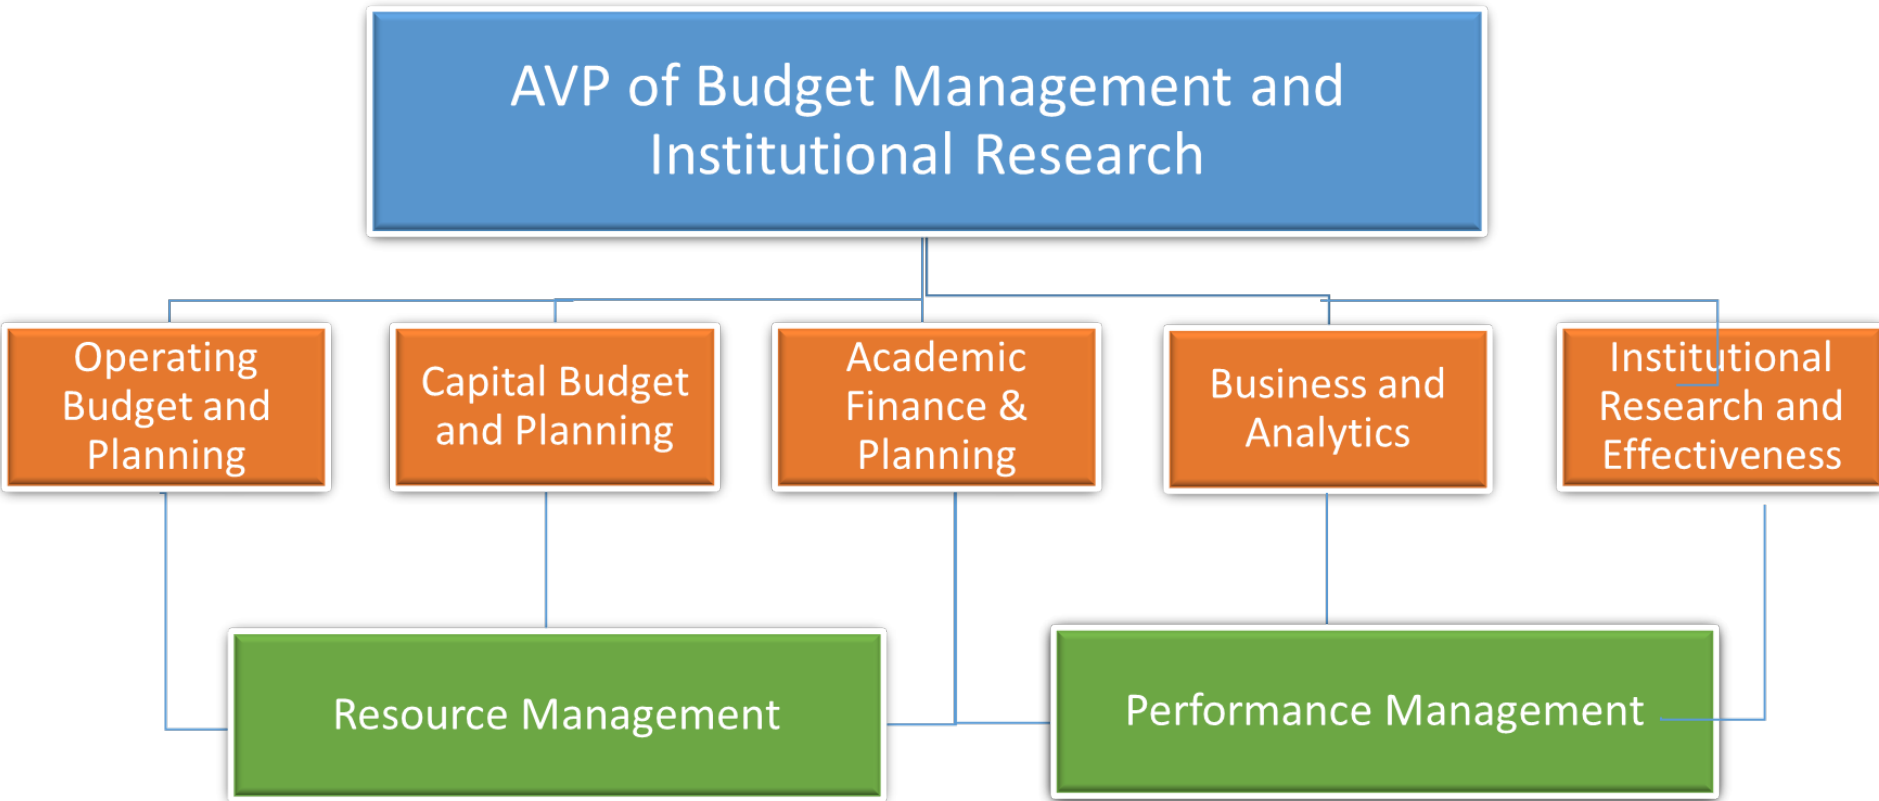 AVP of Budget Management and
Institutional Research
Operating
Budget and
Planning
Capital Budget
and Planning
Academic
Finance &
Planning
Business and
Analytics
Institutional
Research and
Effectiveness
Resource Management
Performance Management